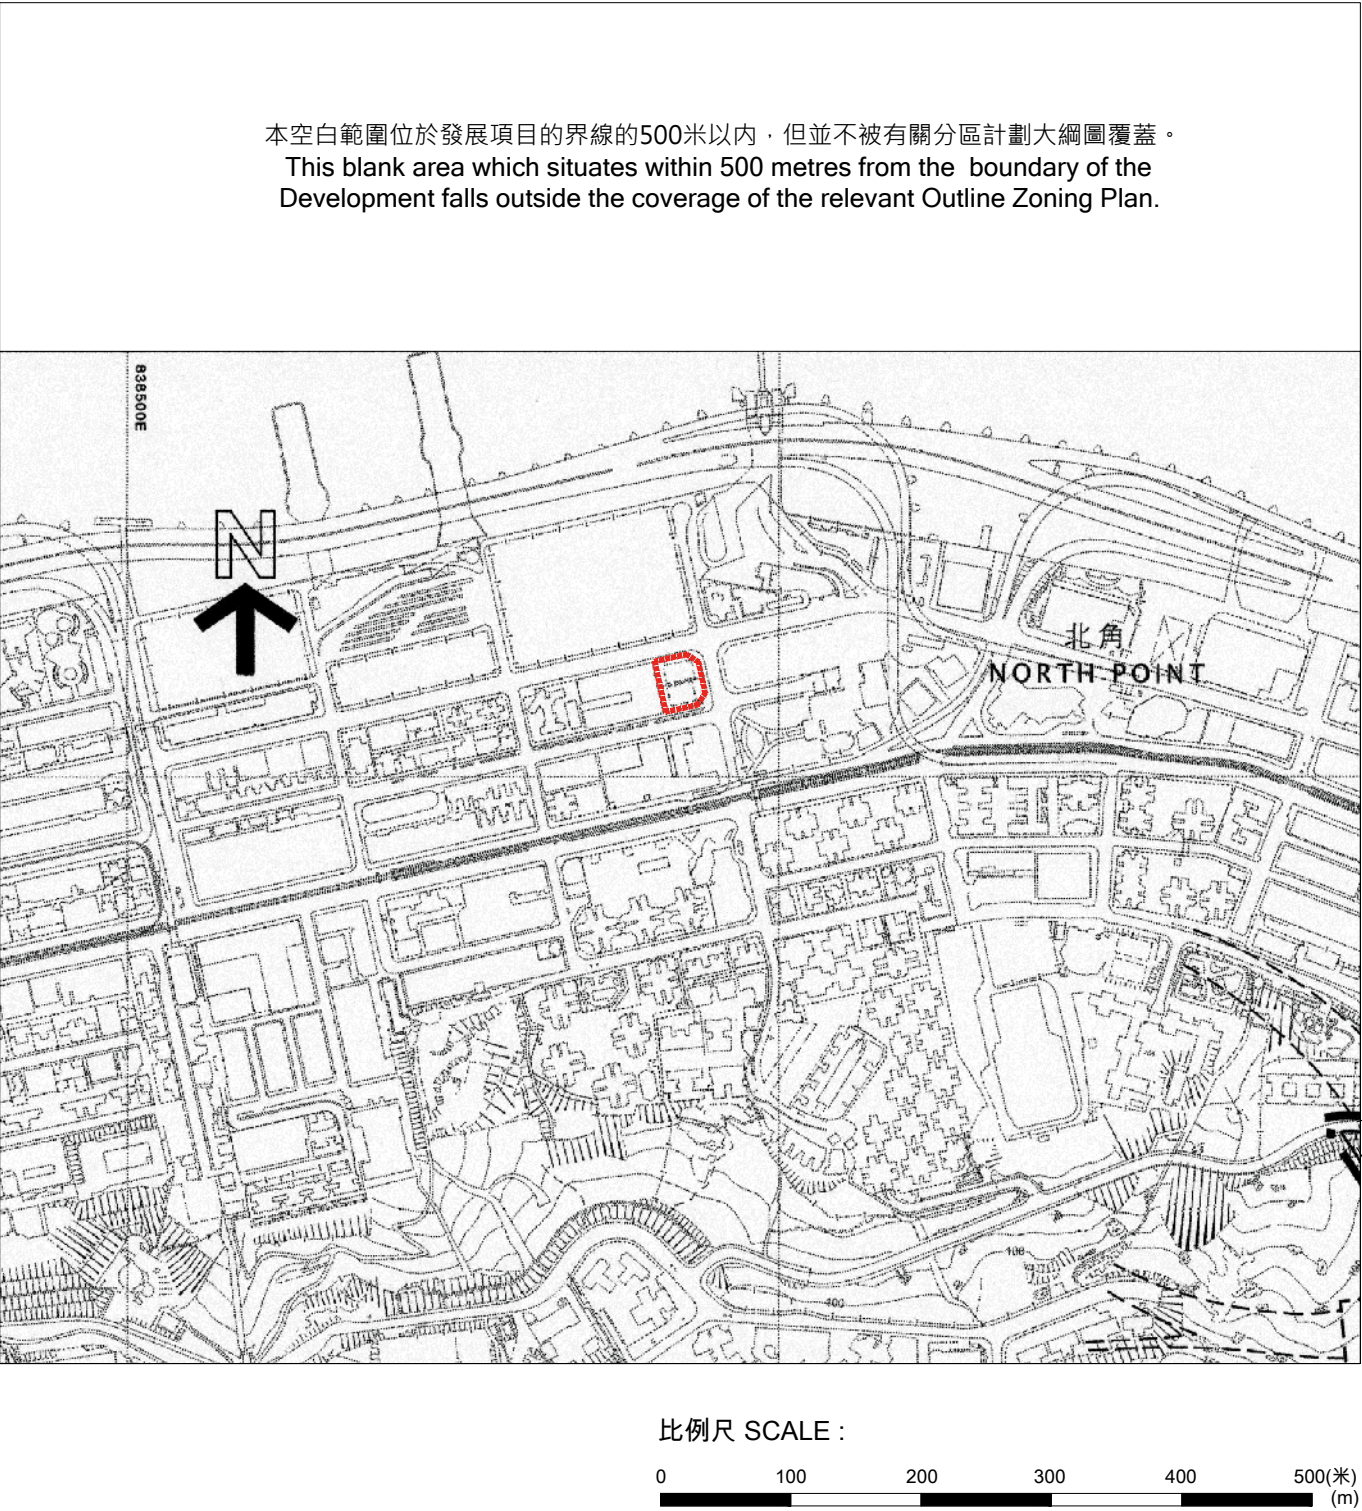 本空白範圍位於發展項目的界線的500米以內，但並不被有關分區計劃大綱圖覆蓋。
This blank area which situates within 500 metres from the boundary of the
Development falls outside the coverage of the relevant Outline Zoning Plan.
838500E
N
北角
NORTH POINT
100
比例尺 SCALE :
0 100 200 300 400 500(米)
(m)